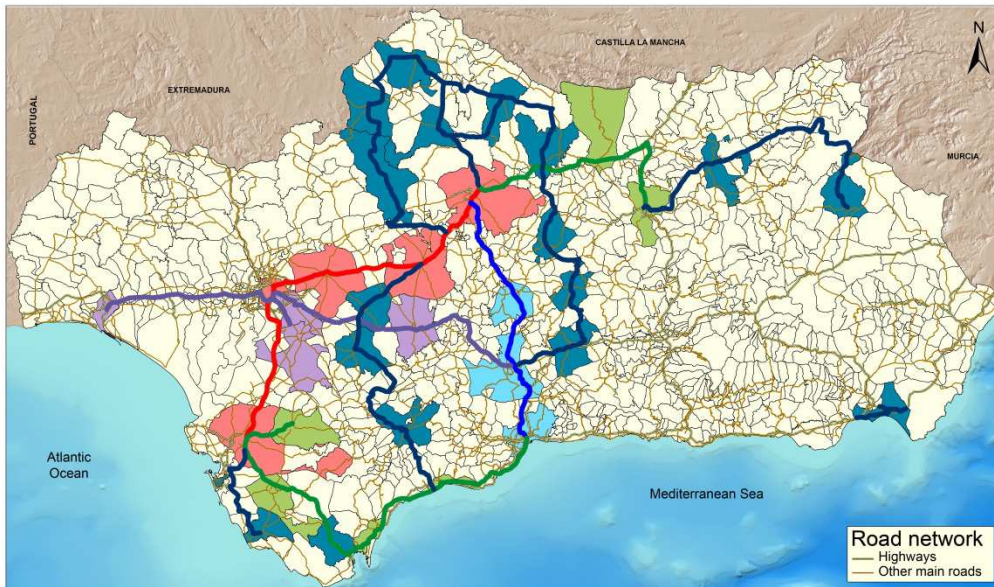 N
CASTILLA LA MANCHA
EXTREMADURA
PORTUGAL
MURCIA
Atlantic
Ocean
Mediterranean Sea
Road network
Highways
Other main roads